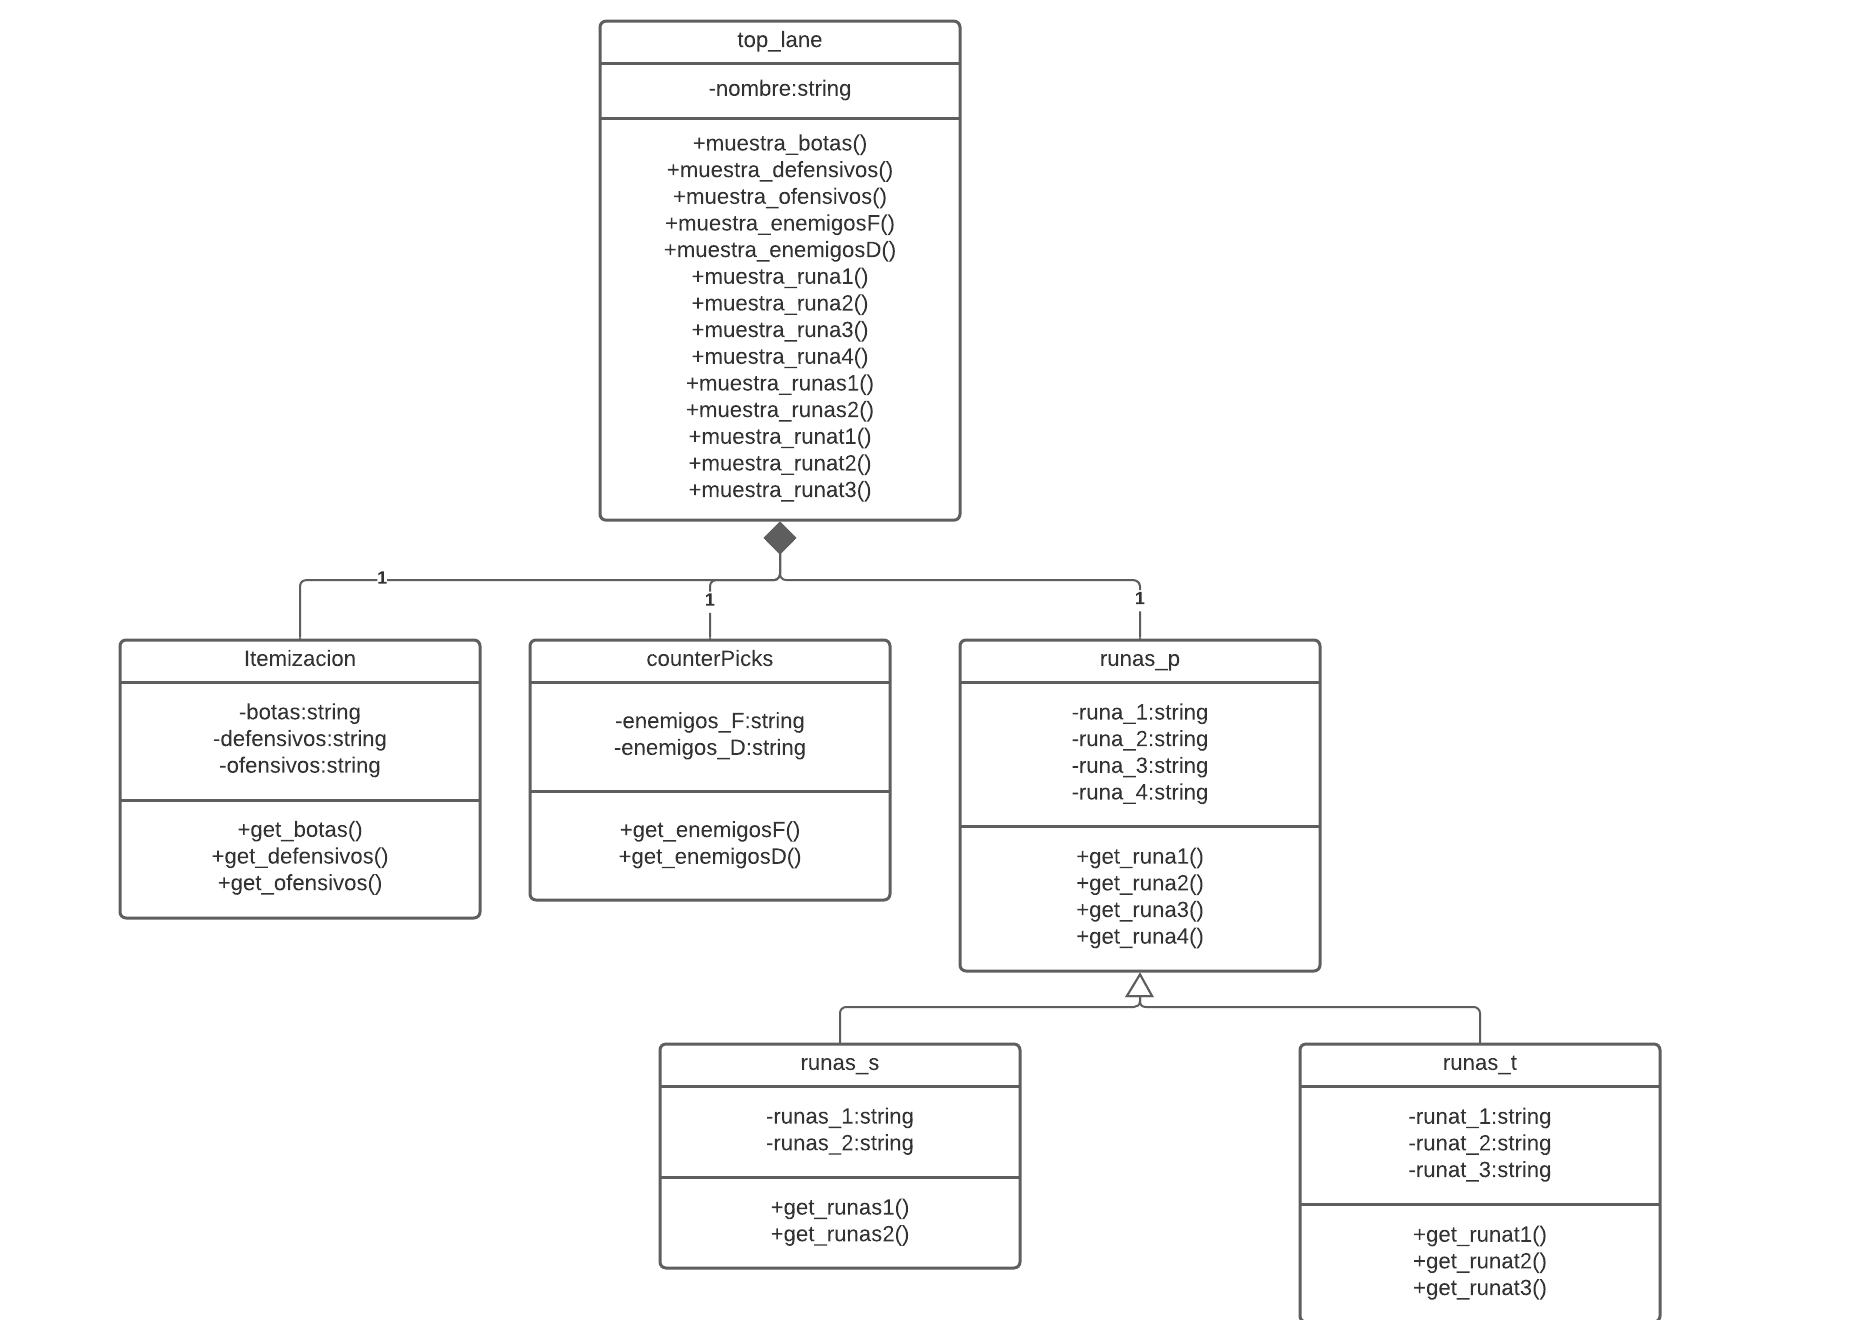 top_lane
-nombre:string
+muestra_botas()
+muestra_defensivos()
+muestra_ofensivos()
+muestra_enemigosF()
+muestra_enemigosD()
+muestra_runa1()
+muestra_runa2()
+muestra_runa3()
+muestra_runa4()
+muestra_runas1()
+muestra_runas2()
+muestra_runat1()
+muestra_runat2()
+muestra_runat3()
1
1
1
Itemizacion
-botas:string
-defensivos:string
-ofensivos:string
+get_botas()
+get_defensivos()
+get_ofensivos()
counterPicks
-enemigos_F:string
-enemigos_D:string
+get_enemigosF()
+get_enemigosD()
runas_p
-runa_1:string
-runa_2:string
-runa_3:string
-runa_4:string
+get_runa1()
+get_runa2()
+get_runa3()
+get_runa4()
runas_s
-runas_1:string
-runas_2:string
+get_runas1()
+get_runas2()
runas_t
-runat_1:string
-runat_2:string
-runat_3:string
+get_runat1()
+get_runat2()
+get_runat3()